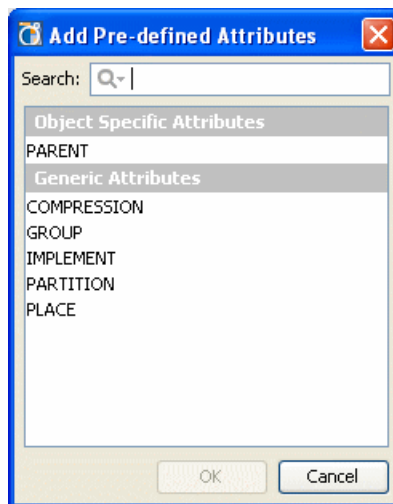 Add Pre-defined Attributes
Search:
Object Specific Attributes
PARENT
Generic Attributes
COMPRESSION
GROUP
IMPLEMENT
PARTITION
PLACE
OK Cancel